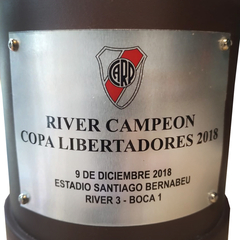 CARP
RIVER CAMPEON
COPA LIBERTADORES 2018
9 DE DICIEMBRE 2018
ESTADIO SANTIAGO BERNABEU
RIVER 3 - BOCA 1